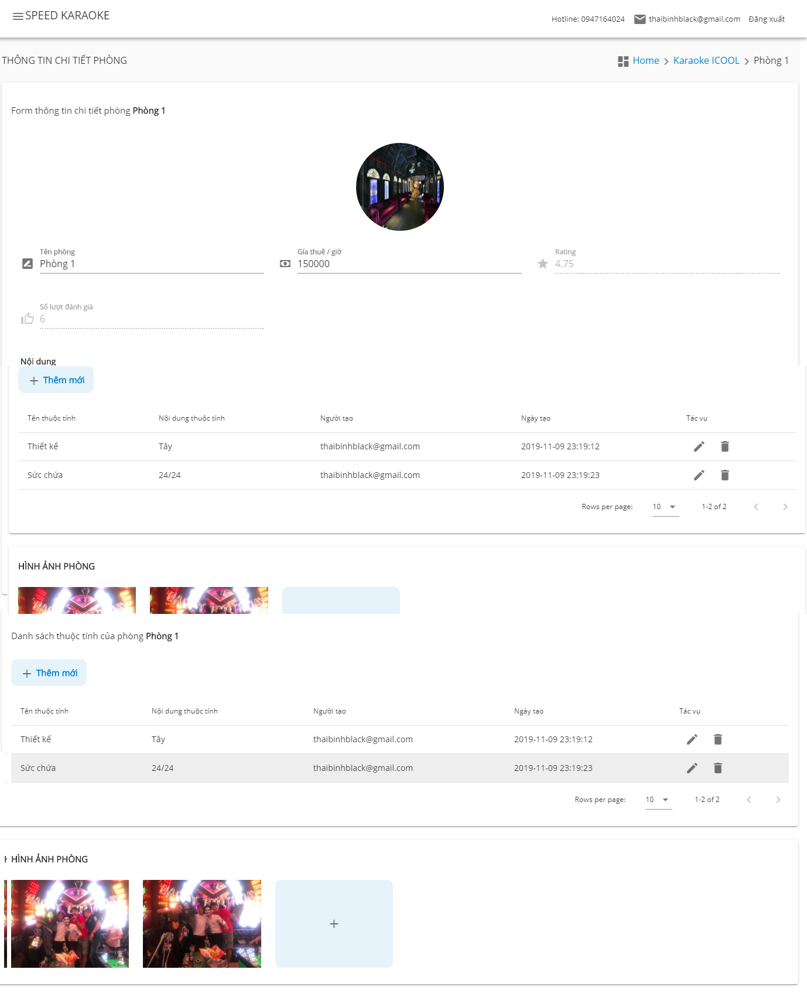 SPEED KARAOKE
Hotline: 0947164024 thaibinhblack@gmail.com Đăng xuất
THÔNG TIN CHI TIẾT PHÒNG
Home > Karaoke ICOOL > Phòng 1
Form thông tin chi tiết phòng Phòng 1
Tên phòng Gía thuê / giờ Rating
Phòng 1 150000 4.75
Số lượt đánh giá
6
Nội dung
Thêm mới
Tên thuộc tính Nội dung thuộc tính Người tạo Ngày tạo Tác vụ
Thiết kế Tây thaibinhblack@gmail.com 2019-11-09 23:19:12
Sức chứa 24/24 thaibinhblack@gmail.com 2019-11-09 23:19:23
Rows per page: 10 1-2 of 2
HÌNH ẢNH PHÒNG
Danh sách thuộc tính của phòng Phòng 1
Thêm mới
Tên thuộc tính Nội dung thuộc tính Người tạo Ngày tạo Tác vụ
Thiết kế Tây thaibinhblack@gmail.com 2019-11-09 23:19:12
Sức chứa 24/24 thaibinhblack@gmail.com 2019-11-09 23:19:23
Rows per page: 10 1-2 of 2
HÌNH ẢNH PHÒNG